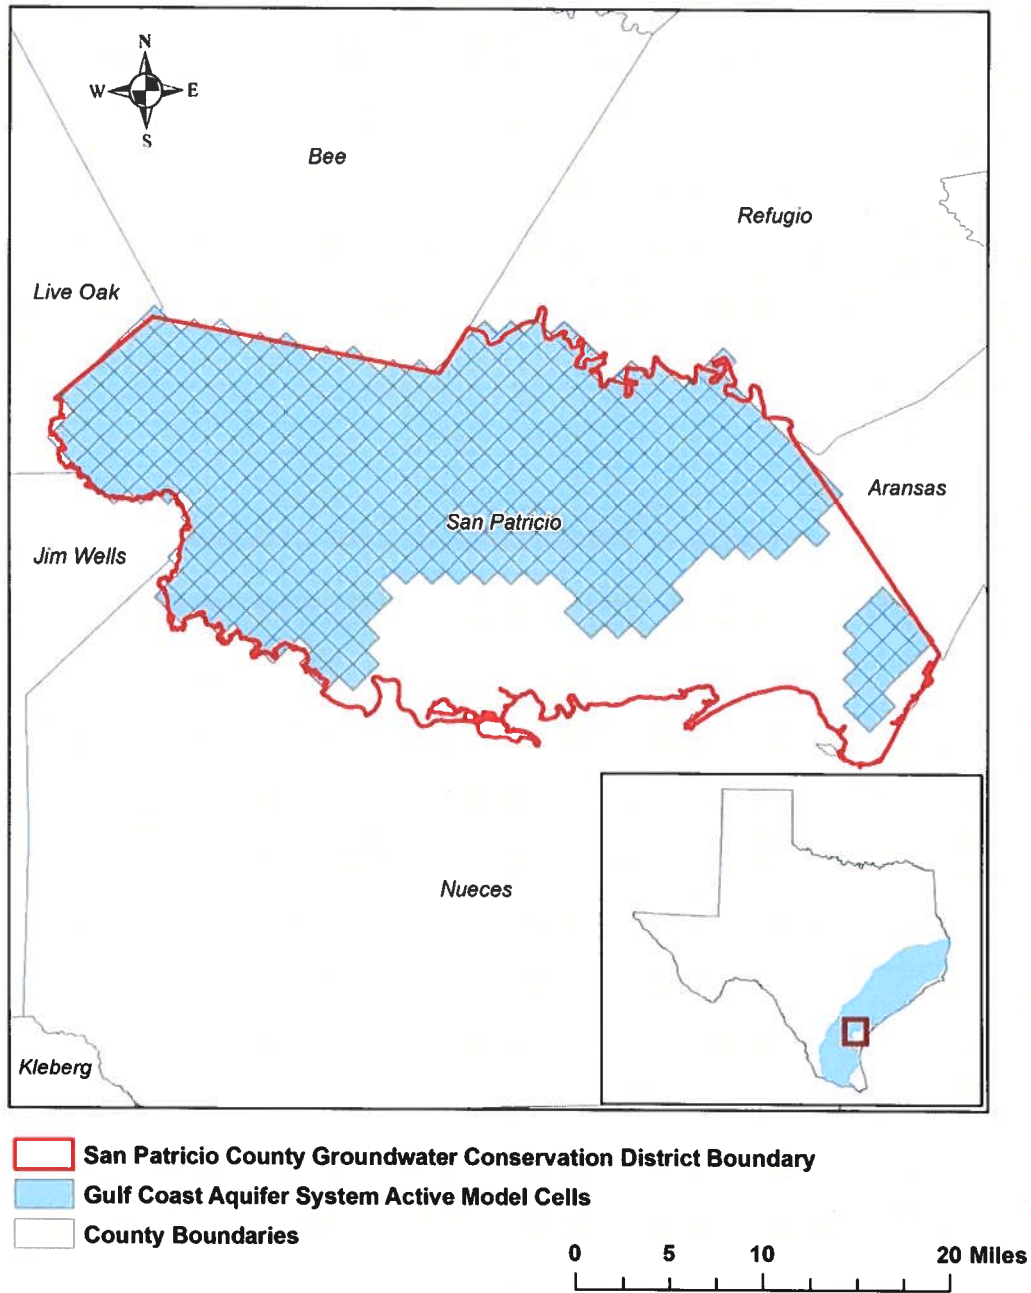 N
W E
S
Bee
Refugio
Live Oak
Aransas
San Patricio
Jim Wells
Nueces
Kleberg
San Patricio County Groundwater Conservation District Boundary
Gulf Coast Aquifer System Active Model Cells
County Boundaries
0 5 10 20 Miles